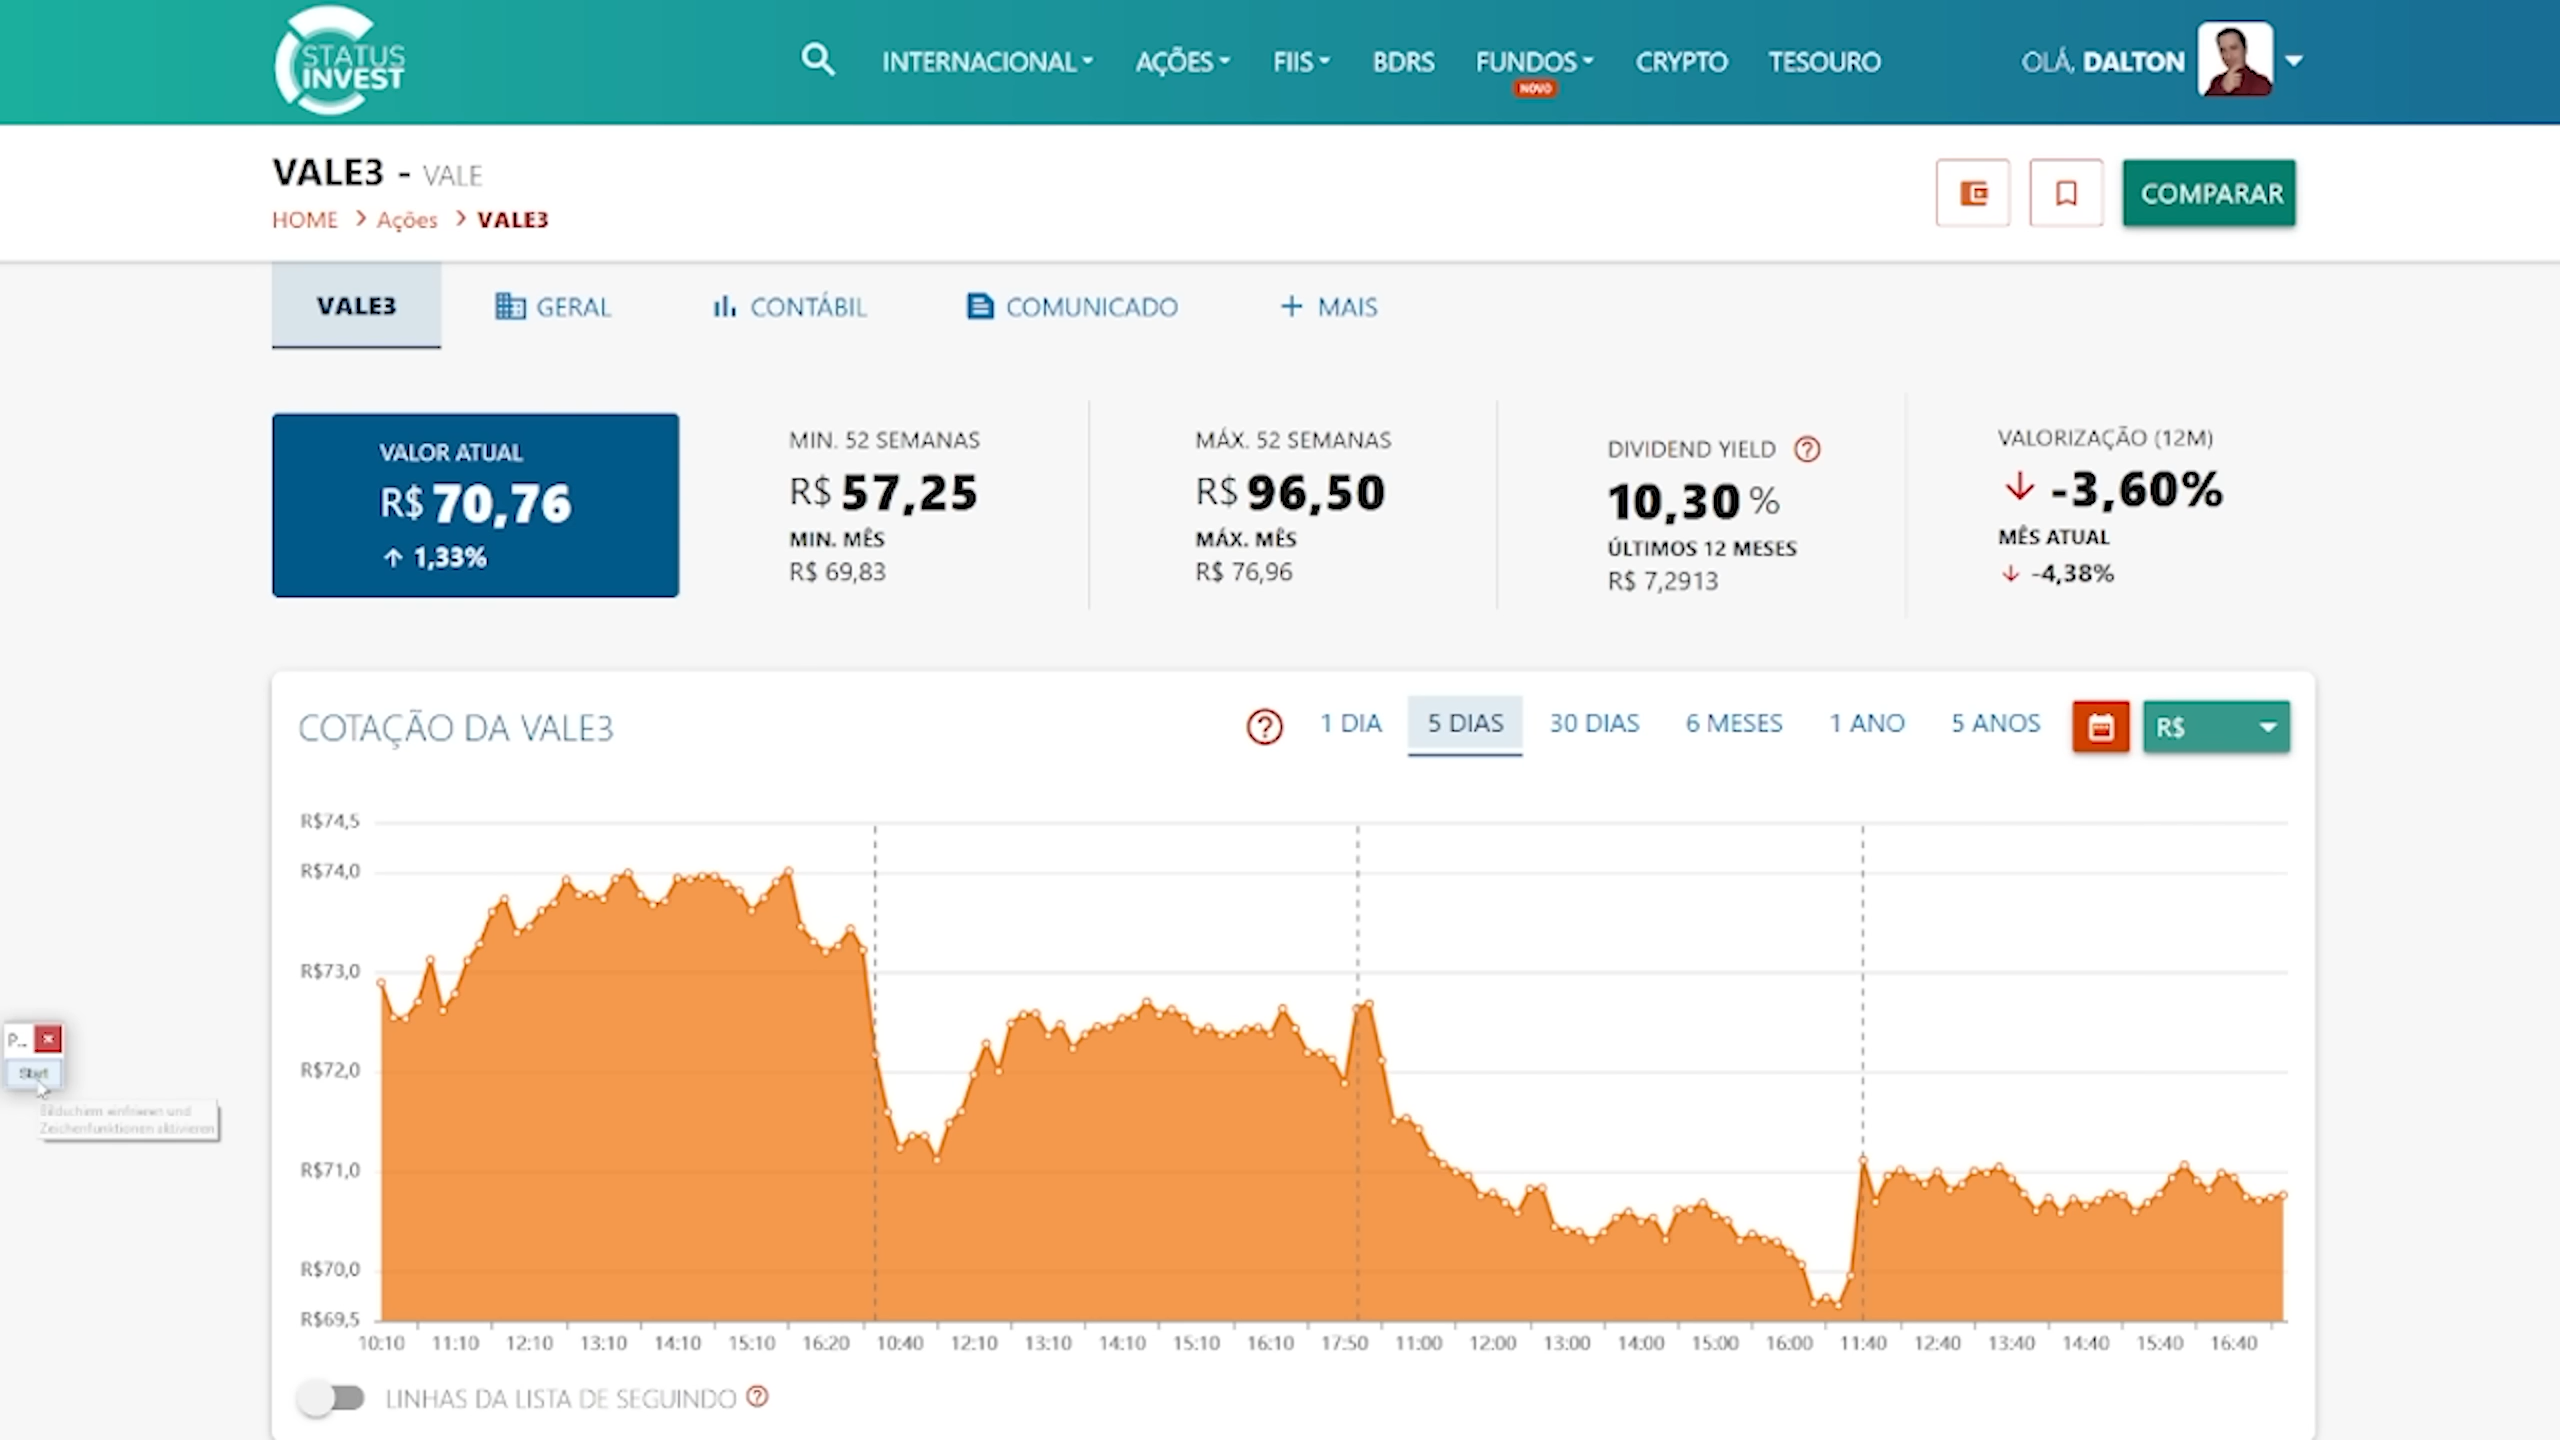 STATUS
INVEST
INTERNACIONAL AÇÕES FIIS BDRS FUNDOS CRYPTO TESOURO
NOVO
OLÁ, DALTON
VALE3 - VALE
HOME > Ações > VALE3
COMPARAR
VALE3 GERAL CONTÁBIL COMUNICADO + MAIS
VALOR ATUAL
R$ 70,76
↑ 1,33%
MIN. 52 SEMANAS
R$ 57,25
MIN. MÊS
R$ 69,83
MÁX. 52 SEMANAS
R$ 96,50
MÁX. MÊS
R$ 76,96
DIVIDEND YIELD ?
10,30 %
ÚLTIMOS 12 MESES
R$ 7,2913
VALORIZAÇÃO (12M)
↓ -3,60%
MÊS ATUAL
↓ -4,38%
COTAÇÃO DA VALE3
? 1 DIA 5 DIAS 30 DIAS 6 MESES 1 ANO 5 ANOS R$
R$74,5
R$74,0
R$73,0
R$72,0
R$71,0
R$70,0
R$69,5
10:10 11:10 12:10 13:10 14:10 15:10 16:20 10:40 12:10 13:10 14:10 15:10 16:10 17:50 11:00 12:00 13:00 14:00 15:00 16:00 11:40 12:40 13:40 14:40 15:40 16:40
P...
Start
Bildschirm einfrieren und
Zeichenfunktionen aktivieren
LINHAS DA LISTA DE SEGUINDO ?